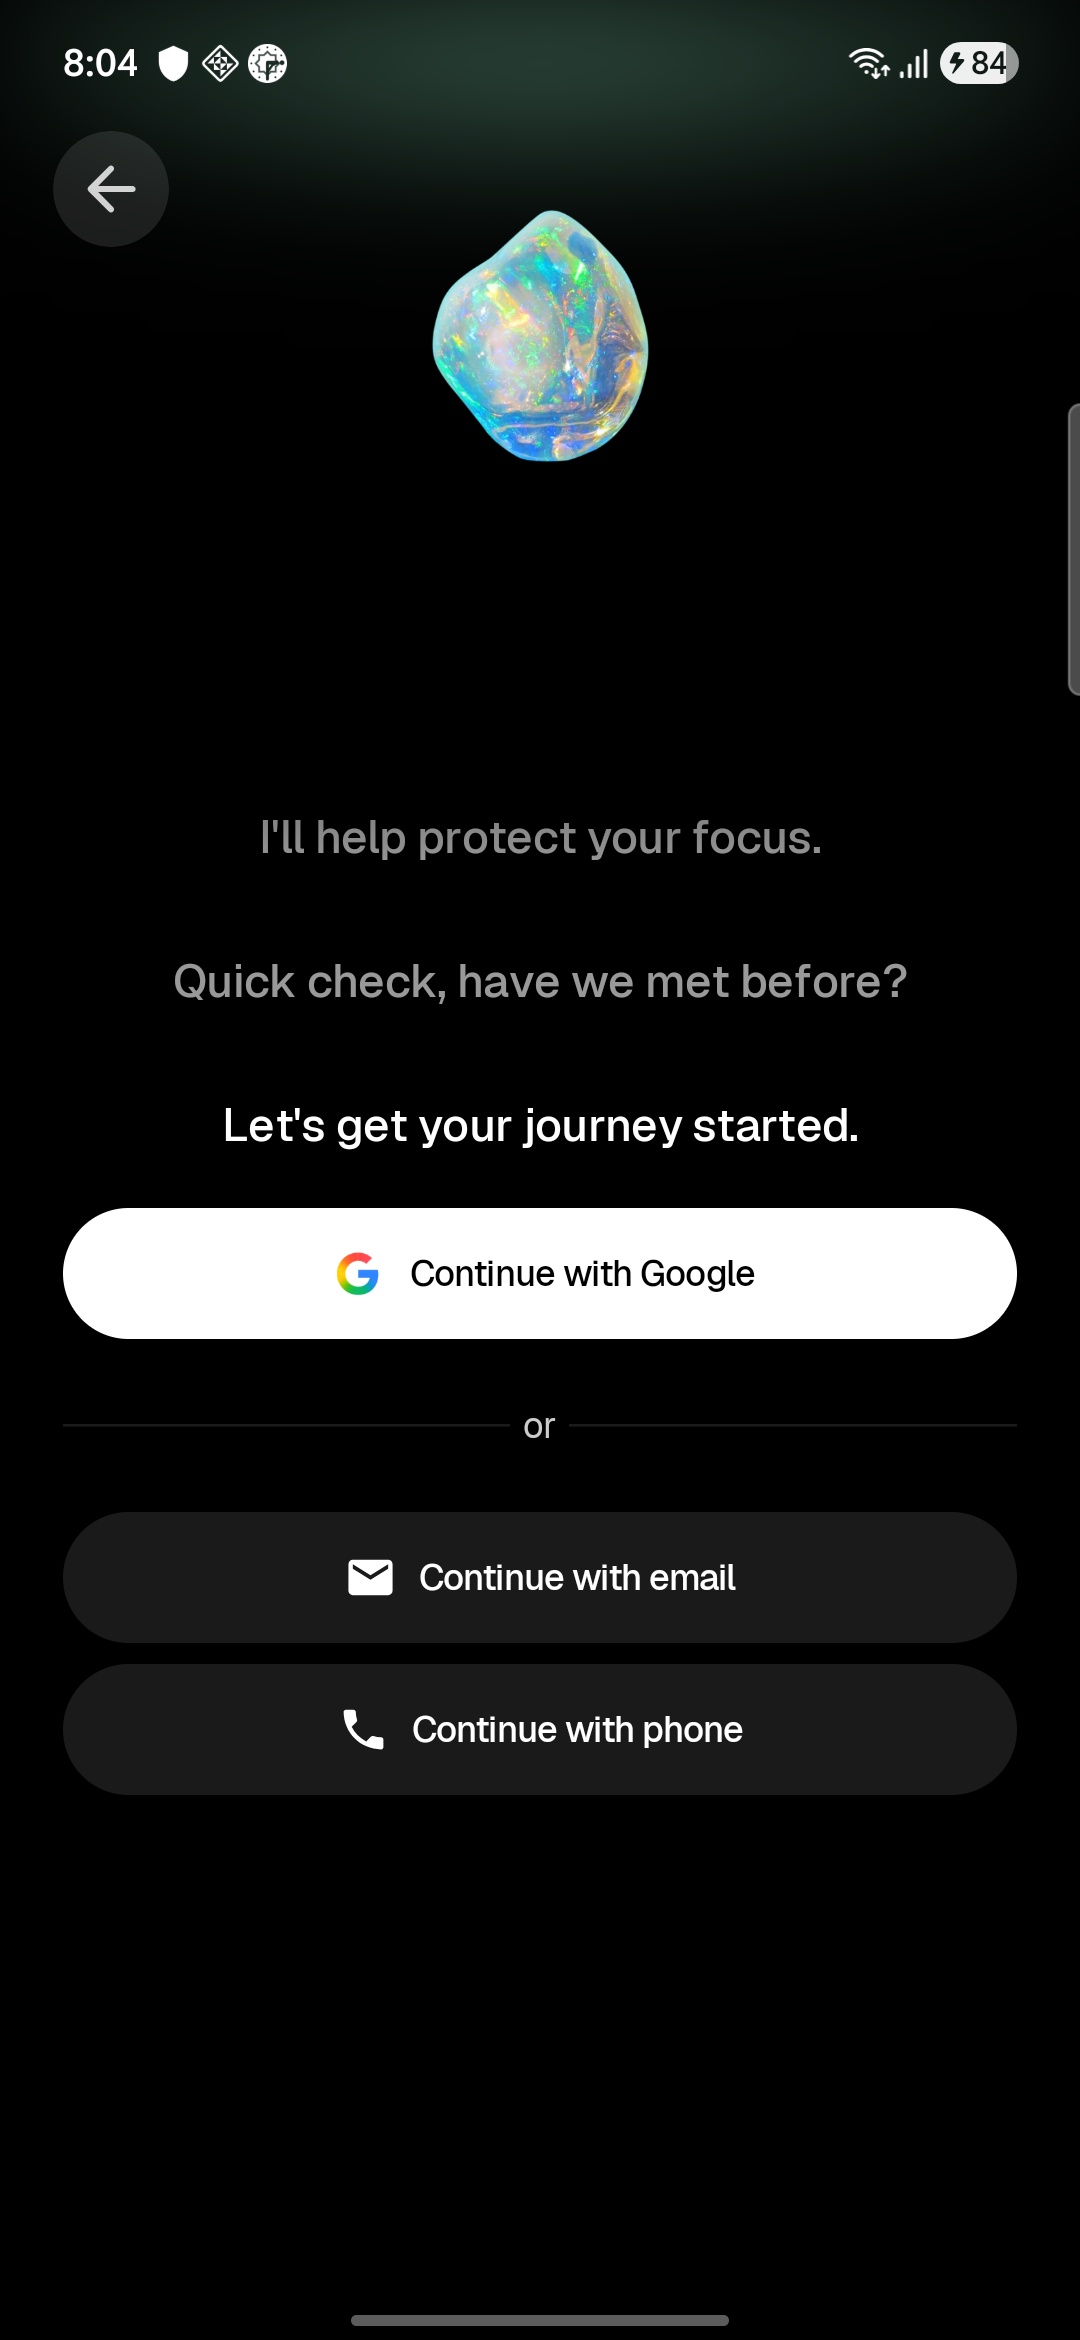 8:04
84
I'll help protect your focus.
Quick check, have we met before?
Let's get your journey started.
Continue with Google
or
Continue with email
Continue with phone